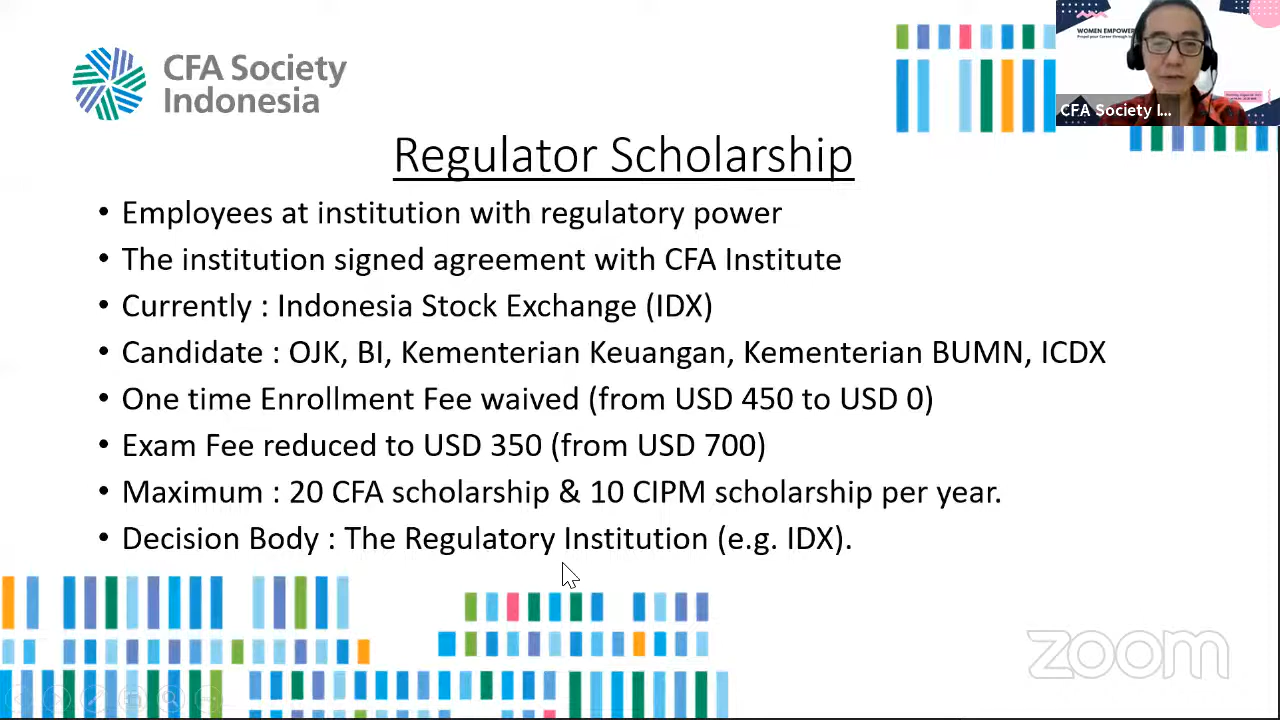 CFA Society
Indonesia
WOMEN EMPOWER
CFA Society I...
Regulator Scholarship
• Employees at institution with regulatory power
• The institution signed agreement with CFA Institute
• Currently : Indonesia Stock Exchange (IDX)
• Candidate : OJK, BI, Kementerian Keuangan, Kementerian BUMN, ICDX
• One time Enrollment Fee waived (from USD 450 to USD 0)
• Exam Fee reduced to USD 350 (from USD 700)
• Maximum : 20 CFA scholarship & 10 CIPM scholarship per year.
• Decision Body : The Regulatory Institution (e.g. IDX).
zoom